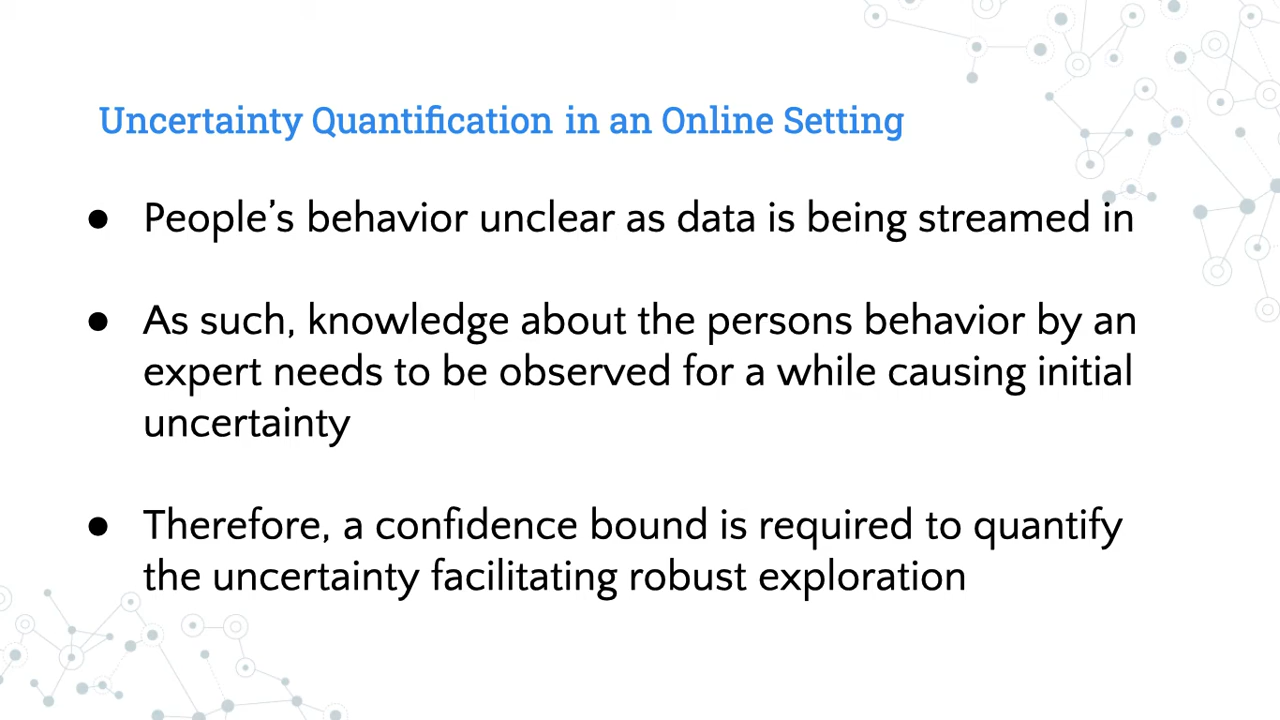 Uncertainty Quantification in an Online Setting
● People’s behavior unclear as data is being streamed in
● As such, knowledge about the persons behavior by an
expert needs to be observed for a while causing initial
uncertainty
● Therefore, a confidence bound is required to quantify
the uncertainty facilitating robust exploration